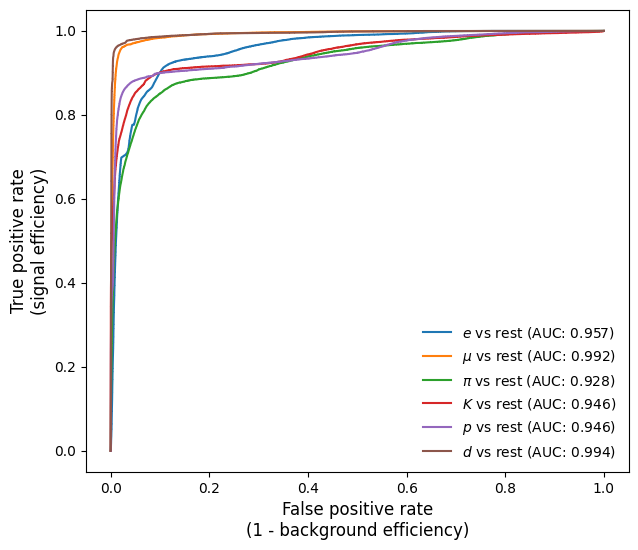 1.0
0.8
0.6
0.4
0.2
0.0
True positive rate
(signal efficiency)
e vs rest (AUC: 0.957)
μ vs rest (AUC: 0.992)
π vs rest (AUC: 0.928)
K vs rest (AUC: 0.946)
p vs rest (AUC: 0.946)
d vs rest (AUC: 0.994)
0.0 0.2 0.4 0.6 0.8 1.0
False positive rate
(1 - background efficiency)